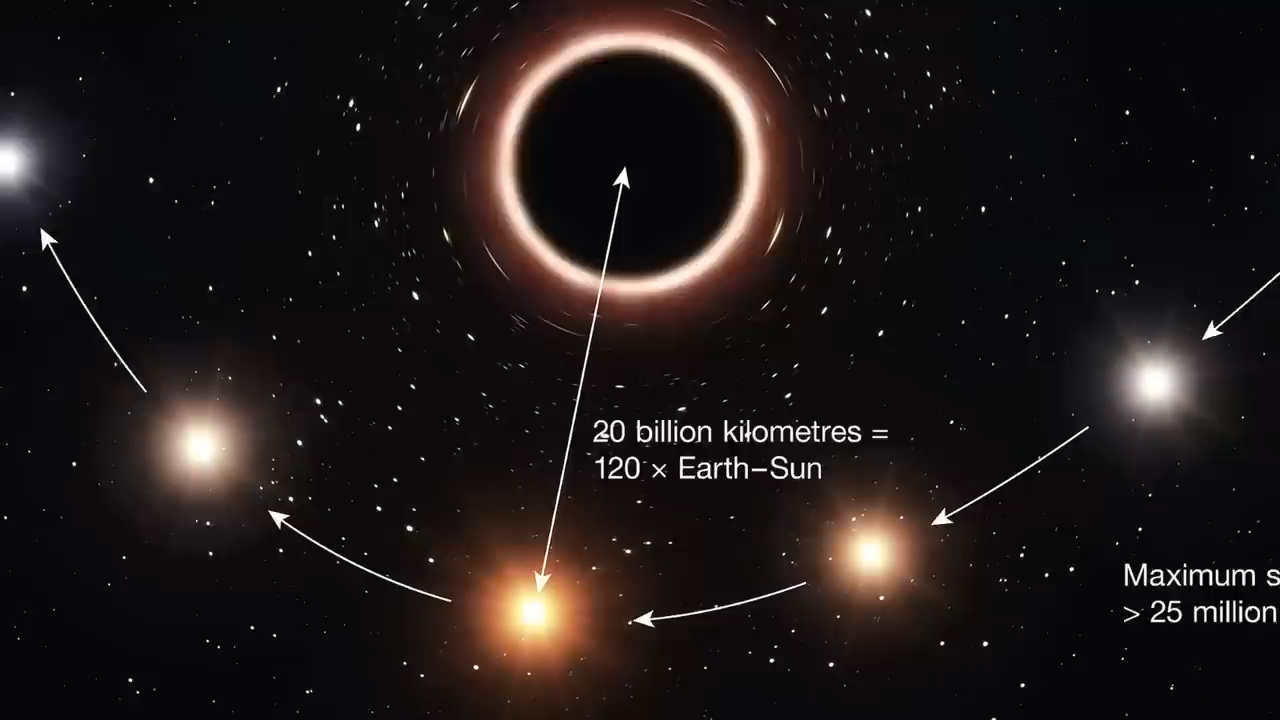 20 billion kilometres =
120 × Earth–Sun
Maximum
> 25 million